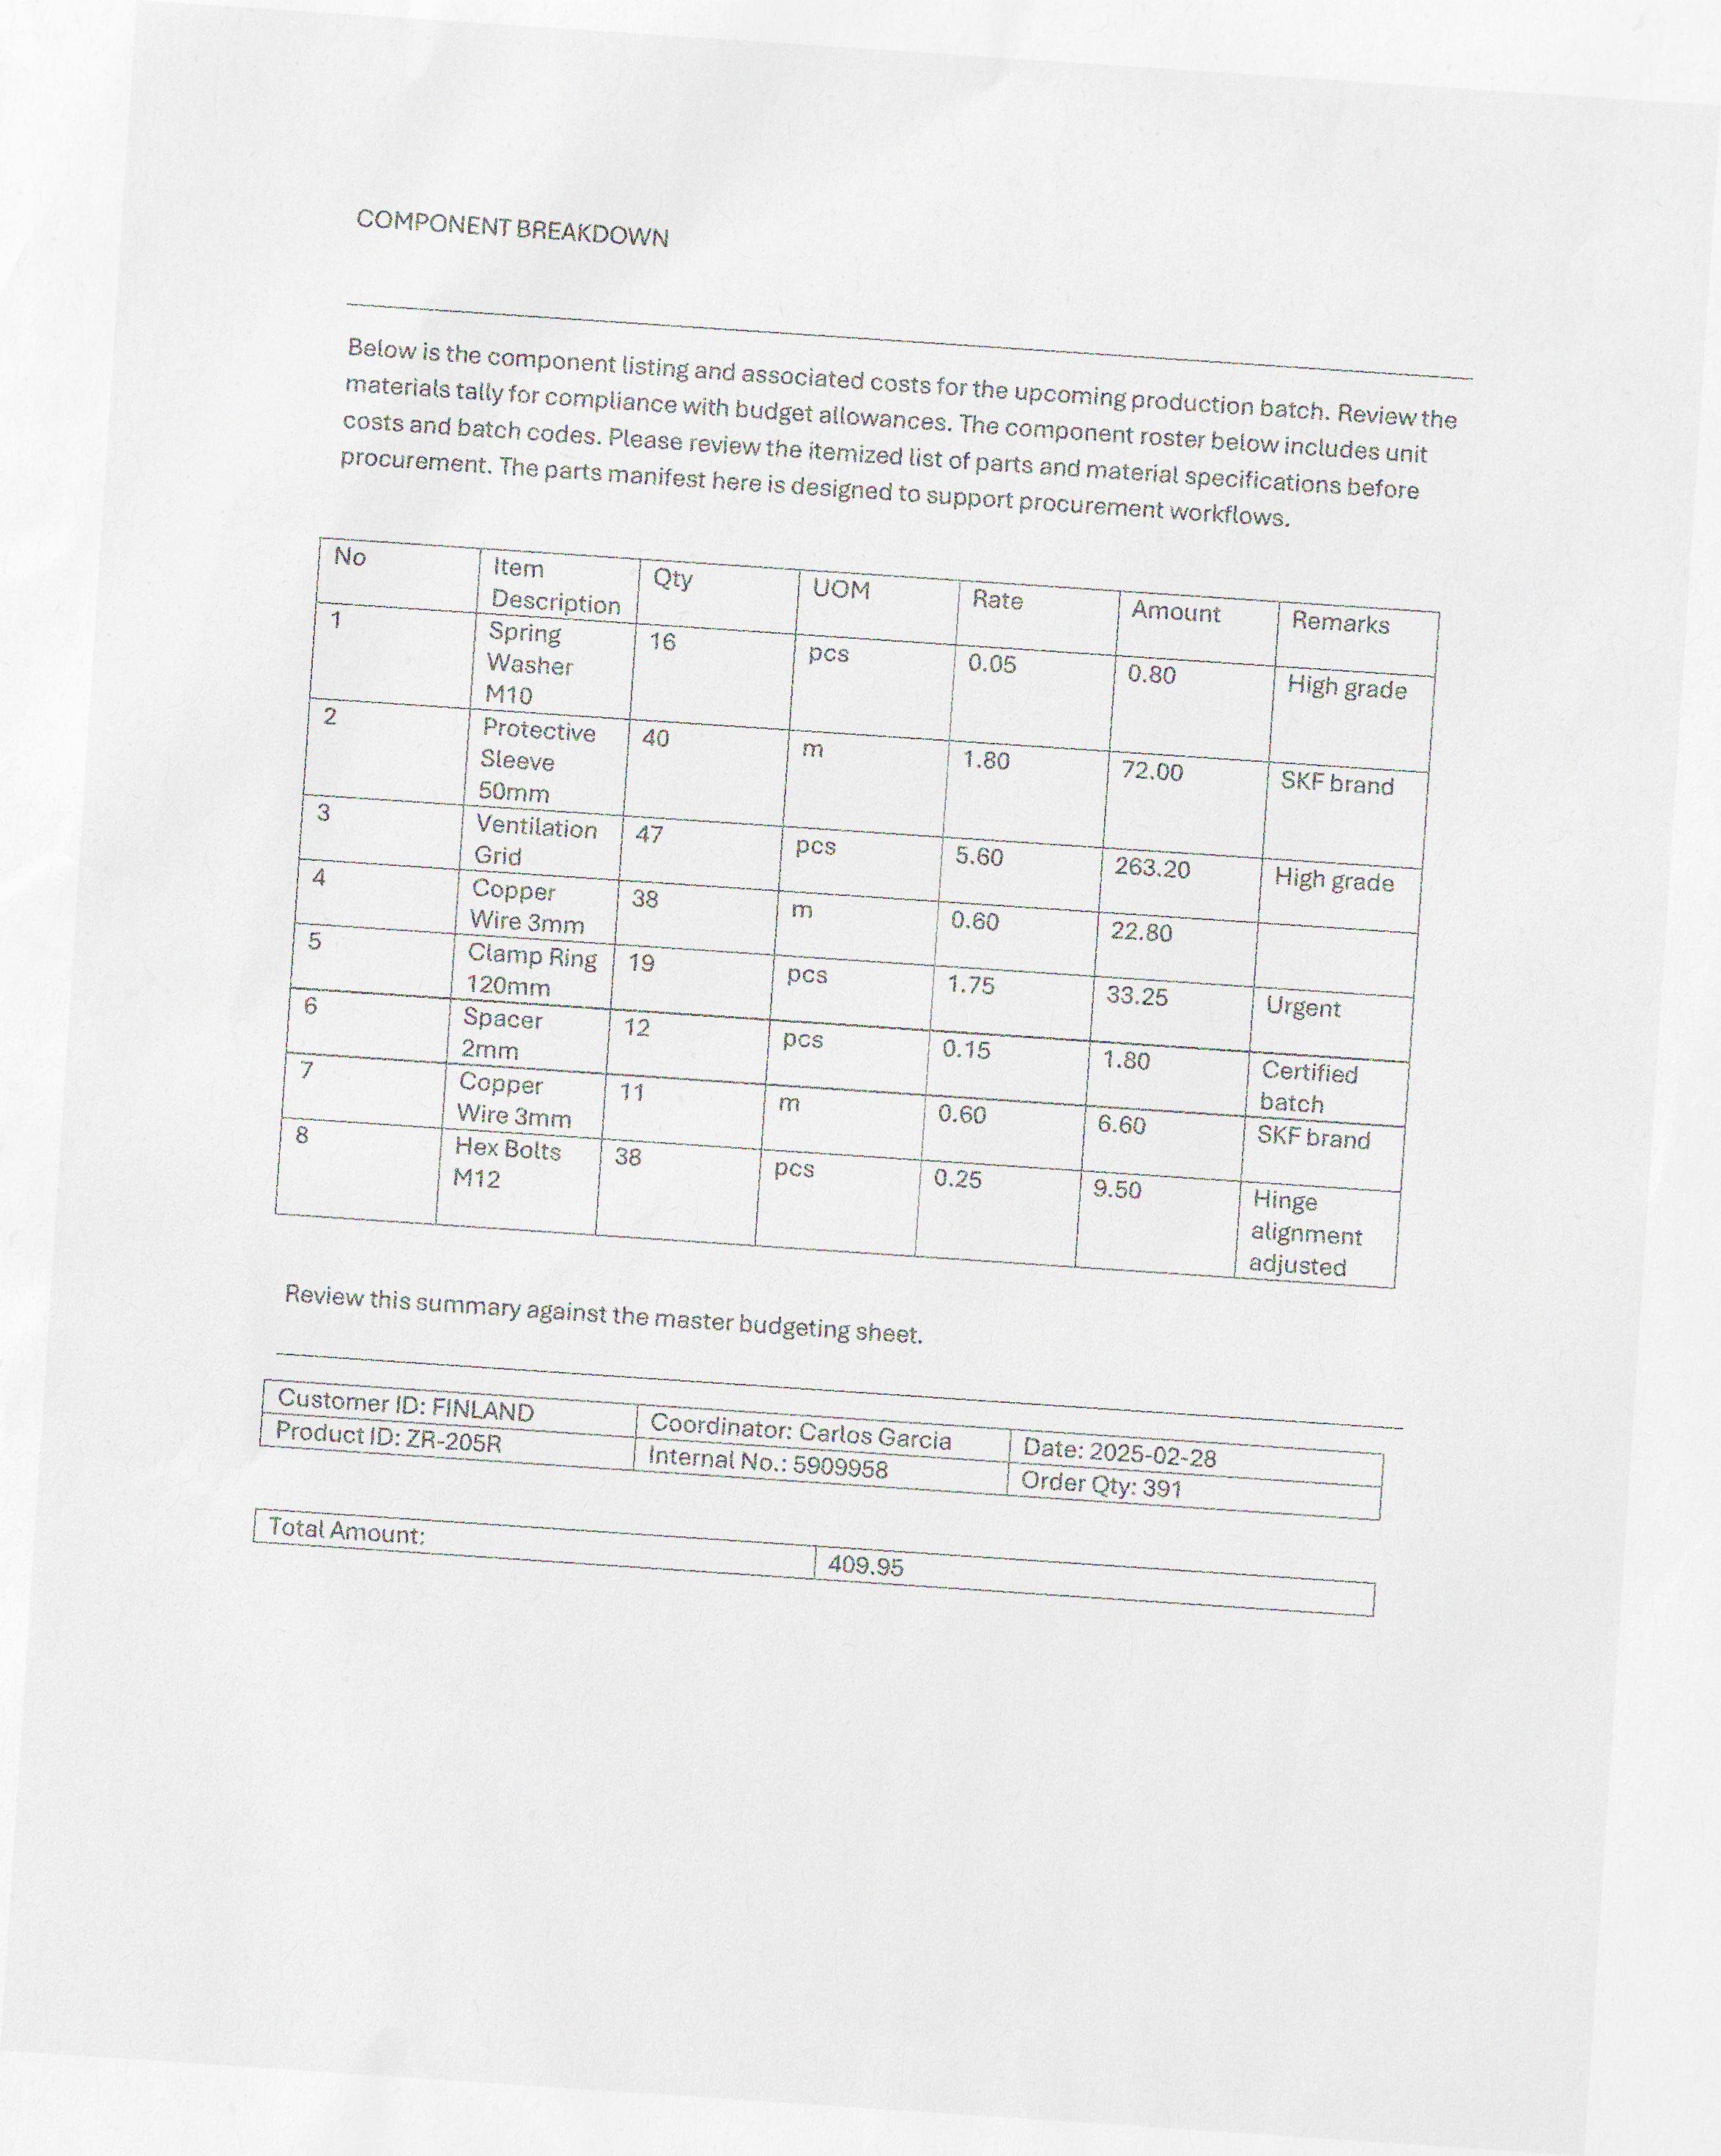 COMPONENT BREAKDOWN
Below is the component listing and associated costs for the upcoming production batch. Review the
materials tally for compliance with budget allowances. The component roster below includes unit
costs and batch codes. Please review the itemized list of parts and material specifications before
procurement. The parts manifest here is designed to support procurement workflows.
No Item Description Qty UOM Rate Amount Remarks
1 Spring Washer M10 16 pcs 0.05 0.80 High grade
2 Protective Sleeve 50mm 40 m 1.80 72.00 SKF brand
3 Ventilation Grid 47 pcs 5.60 263.20 High grade
4 Copper Wire 3mm 38 m 0.60 22.80
5 Clamp Ring 120mm 19 pcs 1.75 33.25 Urgent
6 Spacer 2mm 12 pcs 0.15 1.80 Certified batch
7 Copper Wire 3mm 11 m 0.60 6.60 SKF brand
8 Hex Bolts M12 38 pcs 0.25 9.50 Hinge alignment adjusted
Review this summary against the master budgeting sheet.
Customer ID: FINLAND Coordinator: Carlos Garcia Date: 2025-02-28
Product ID: ZR-205R Internal No.: 5909958 Order Qty: 391
Total Amount: 409.95